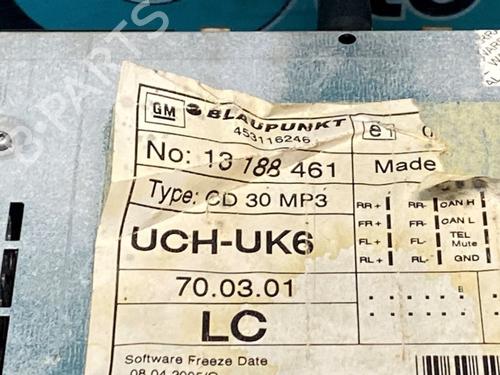 GM BLAUPUNKT
453116246
e1
No: 13 188 461
Made
Type: CD 30 MP3
UCH-UK6
RR+ RR- CAN H
FR+ FR- CAN L
FL+ FL- TEL Mute
RL+ RL- GND
70.03.01
LC
Software Freeze Date